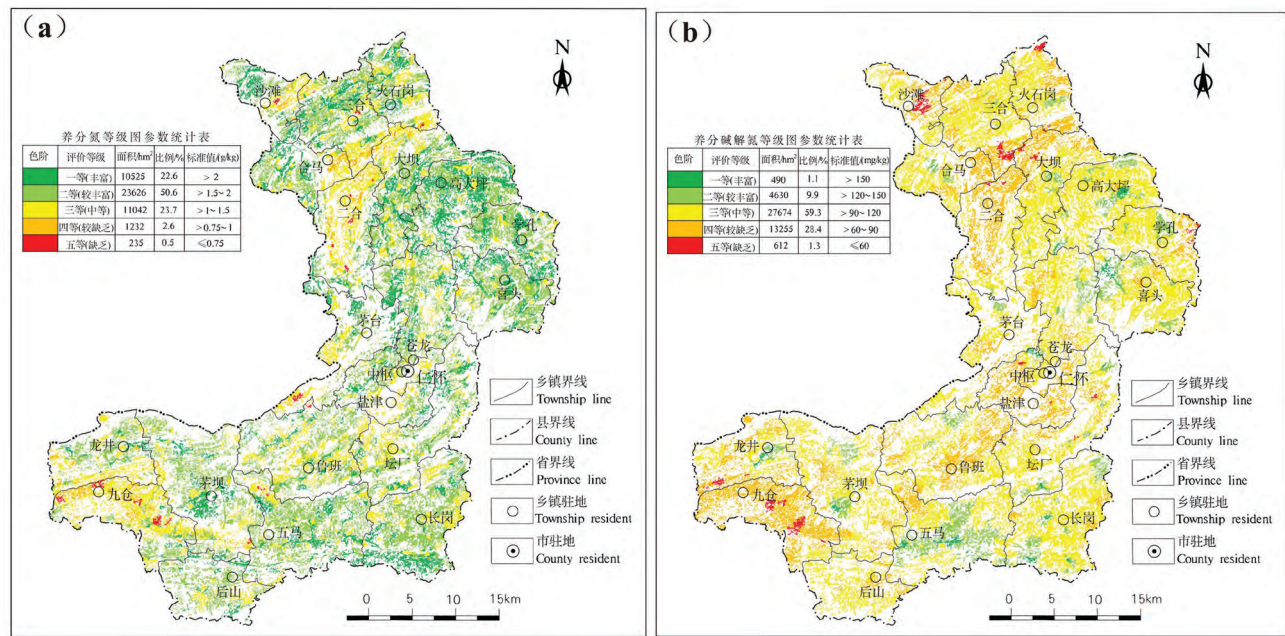 (a)
N
沙滩
火石岗
三合
养分氮等级图参数统计表
色阶 评价等级 面积/hm² 比例/% 标准值/(g/kg)
一等(丰富) 10525 22.6 > 2
二等(较丰富) 23626 50.6 > 1.5~2
三等(中等) 11042 23.7 > 1~1.5
四等(较缺乏) 1232 2.6 > 0.75~1
五等(缺乏) 235 0.5 ≤0.75
合马
大坝
高大坪
二合
学孔
喜头
茅台
苍龙
中枢
仁怀
盐津
龙井
鲁班
坛厂
九仓
茅坝
五马
长岗
后山
乡镇界线
Township line
县界线
County line
省界线
Province line
乡镇驻地
Township resident
市驻地
County resident
0 5 10 15km
(b)
N
沙滩
火石岗
三合
养分碱解氮等级图参数统计表
色阶 评价等级 面积/hm² 比例/% 标准值/(mg/kg)
一等(丰富) 490 1.1 > 150
二等(较丰富) 4630 9.9 > 120~150
三等(中等) 27674 59.3 > 90~120
四等(较缺乏) 13255 28.4 > 60~90
五等(缺乏) 612 1.3 ≤60
合马
大坝
高大坪
二合
学孔
喜头
茅台
苍龙
中枢
仁怀
盐津
龙井
鲁班
坛厂
九仓
茅坝
五马
长岗
后山
乡镇界线
Township line
县界线
County line
省界线
Province line
乡镇驻地
Township resident
市驻地
County resident
0 5 10 15km